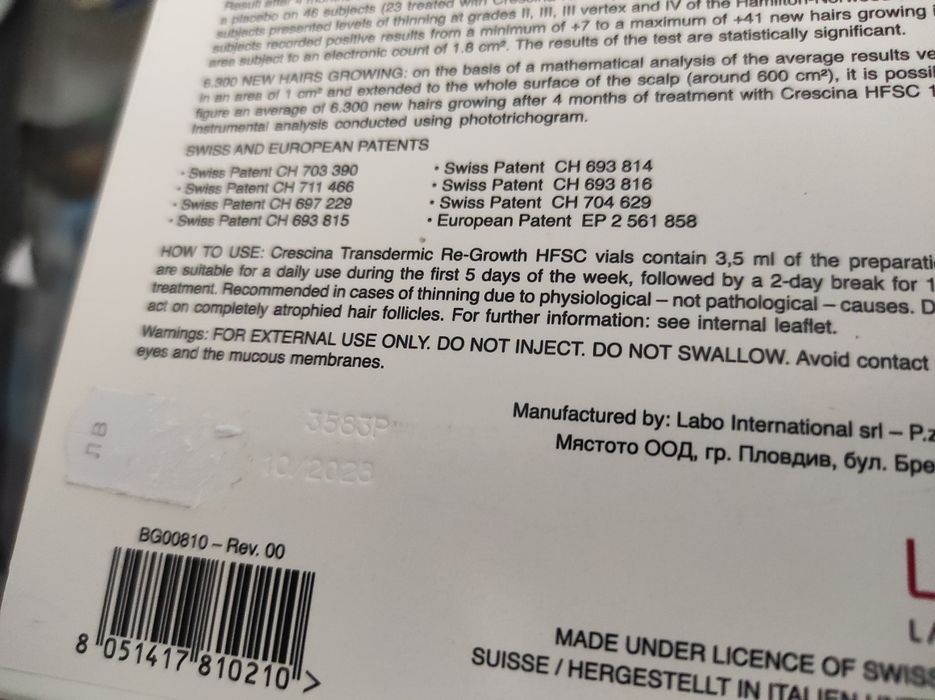 Result after 4
a placebo on 46 subjects (23 treated with
subjects presented levels of thinning at grades II, III, III vertex and IV of the Hamilton-Norwood
subjects recorded positive results from a minimum of +7 to a maximum of +41 new hairs growing
area subject to an electronic count of 1.8 cm². The results of the test are statistically significant.
6.300 NEW HAIRS GROWING: on the basis of a mathematical analysis of the average results
in an area of 1 cm² and extended to the whole surface of the scalp (around 600 cm²), it is
figure an average of 6.300 new hairs growing after 4 months of treatment with Crescina HFSC
Instrumental analysis conducted using phototrichogram.
SWISS AND EUROPEAN PATENTS
• Swiss Patent CH 703 390 • Swiss Patent CH 693 814
• Swiss Patent CH 711 466 • Swiss Patent CH 693 816
• Swiss Patent CH 697 229 • Swiss Patent CH 704 629
• Swiss Patent CH 693 815 • European Patent EP 2 561 858
HOW TO USE: Crescina Transdermic Re-Growth HFSC vials contain 3,5 ml of the
are suitable for a daily use during the first 5 days of the week, followed by a 2-day break for
treatment. Recommended in cases of thinning due to physiological – not pathological – causes.
act on completely atrophied hair follicles. For further information: see internal leaflet.
Warnings: FOR EXTERNAL USE ONLY. DO NOT INJECT. DO NOT SWALLOW. Avoid contact
eyes and the mucous membranes.
лв
3583P
10/2023
Manufactured by: Labo International srl –
Мястото ООД, гр. Пловдив, бул.
BG00810 – Rev. 00
8 051417 810210 >
MADE UNDER LICENCE OF SWISS
SUISSE / HERGESTELLT IN ITALIEN